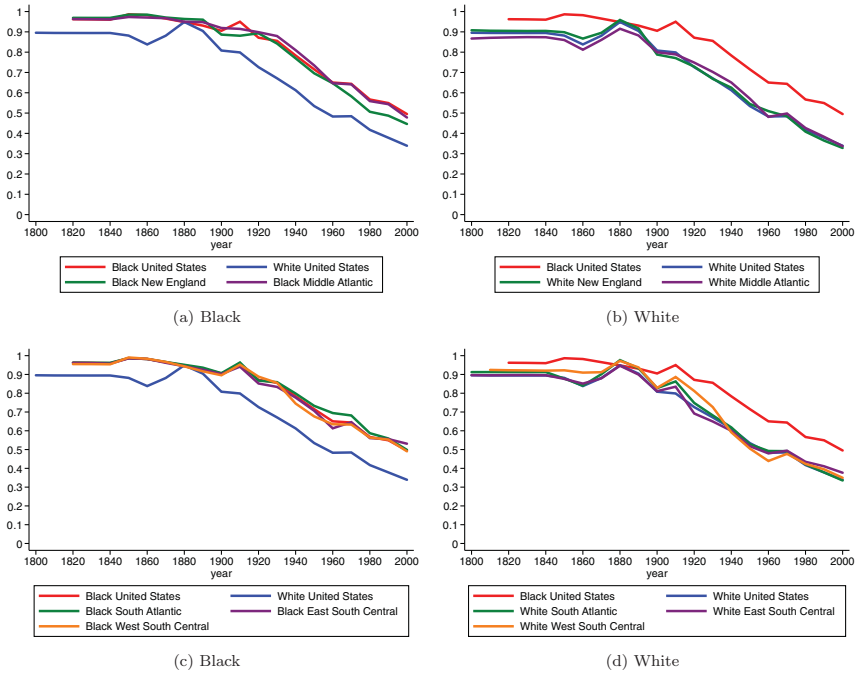 1
0.9
0.8
0.7
0.6
0.5
0.4
0.3
0.2
0.1
0
1800 1820 1840 1860 1880 1900 1920 1940 1960 1980 2000
year
Black United States White United States
Black New England Black Middle Atlantic
(a) Black
1
0.9
0.8
0.7
0.6
0.5
0.4
0.3
0.2
0.1
0
1800 1820 1840 1860 1880 1900 1920 1940 1960 1980 2000
year
Black United States White United States
White New England White Middle Atlantic
(b) White
1
0.9
0.8
0.7
0.6
0.5
0.4
0.3
0.2
0.1
0
1800 1820 1840 1860 1880 1900 1920 1940 1960 1980 2000
year
Black United States White United States
Black South Atlantic Black East South Central
Black West South Central
(c) Black
1
0.9
0.8
0.7
0.6
0.5
0.4
0.3
0.2
0.1
0
1800 1820 1840 1860 1880 1900 1920 1940 1960 1980 2000
year
Black United States White United States
White South Atlantic White East South Central
White West South Central
(d) White